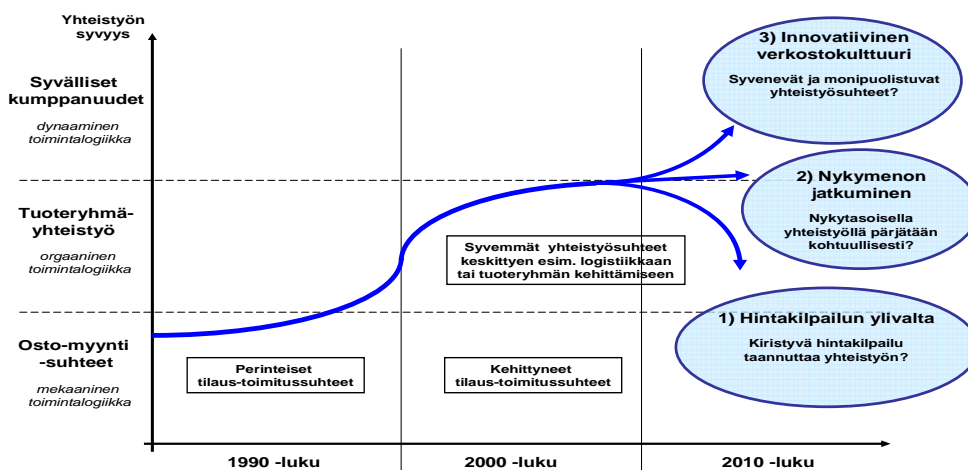 Yhteistyön
syvyys
Syvälliset
kumppanuudet
dynaaminen
toimintalogiikka
Tuoteryhmä-
yhteistyö
orgaaninen
toimintalogiikka
Osto-myynti
-suhteet
mekaaninen
toimintalogiikka
Perinteiset
tilaus-toimitussuhteet
Syvemmät yhteistyösuhteet
keskittyen esim. logistiikkaan
tai tuoteryhmän kehittämiseen
Kehittyneet
tilaus-toimitussuhteet
3) Innovatiivinen
verkostokulttuuri
Syvenevät ja monipuolistuvat
yhteistyösuhteet?
2) Nykymenon
jatkuminen
Nykytasoisella
yhteistyöllä pärjätään
kohtuullisesti?
1) Hintakilpailun ylivalta
Kiristyvä hintakilpailu
taannuttaa yhteistyön?
1990 -luku
2000 -luku
2010 -luku